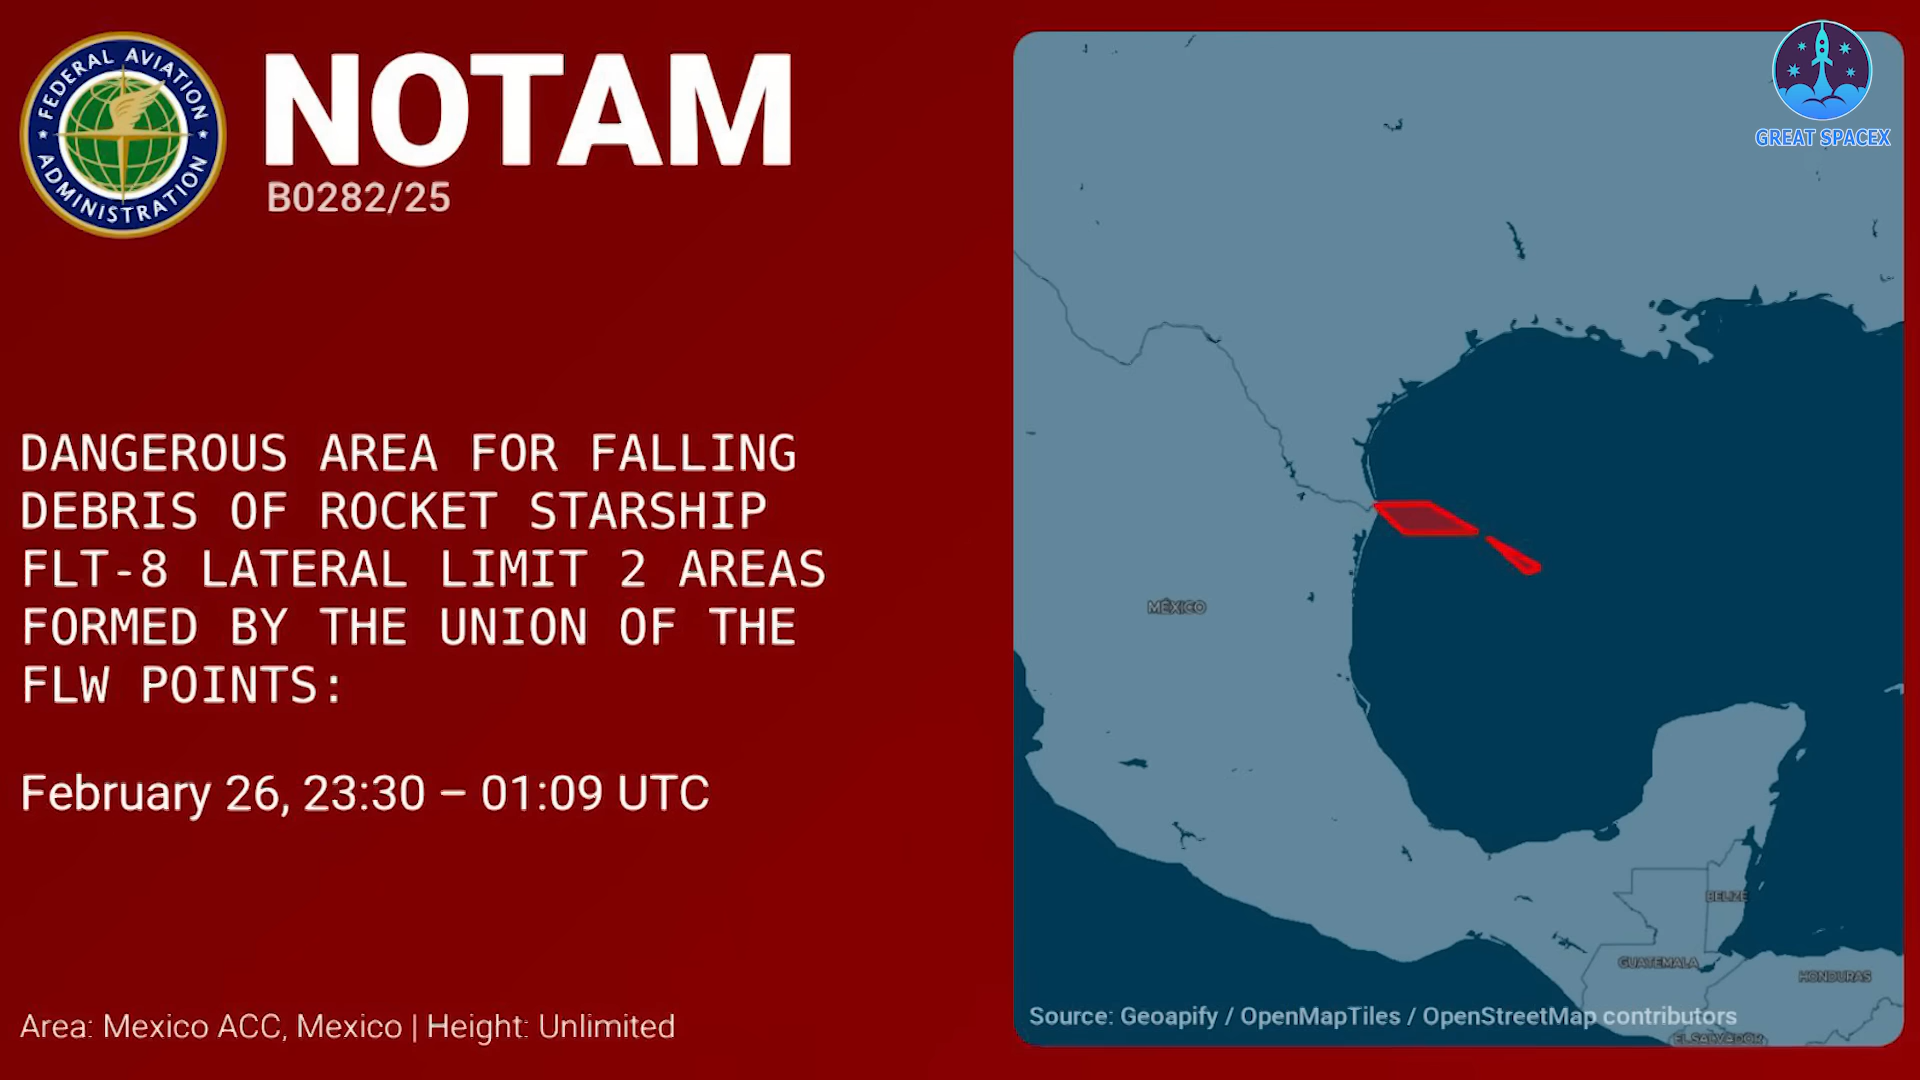 FEDERAL AVIATION
ADMINISTRATION
NOTAM
B0282/25
DANGEROUS AREA FOR FALLING
DEBRIS OF ROCKET STARSHIP
FLT-8 LATERAL LIMIT 2 AREAS
FORMED BY THE UNION OF THE
FLW POINTS:
February 26, 23:30 – 01:09 UTC
Area: Mexico ACC, Mexico | Height: Unlimited
GREAT SPACEX
MÉXICO
BELIZE
GUATEMALA
HONDURAS
Source: Geoapify / OpenMapTiles / OpenStreetMap contributors
EL SALVADOR